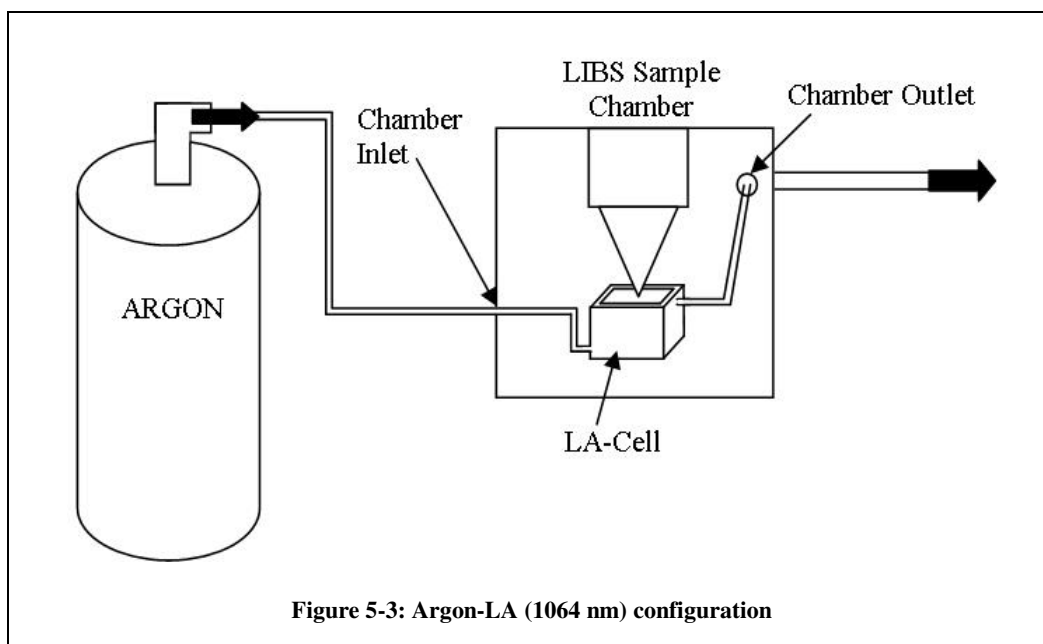 LIBS Sample
Chamber
Chamber Outlet
Chamber
Inlet
ARGON
LA-Cell
Figure 5-3: Argon-LA (1064 nm) configuration